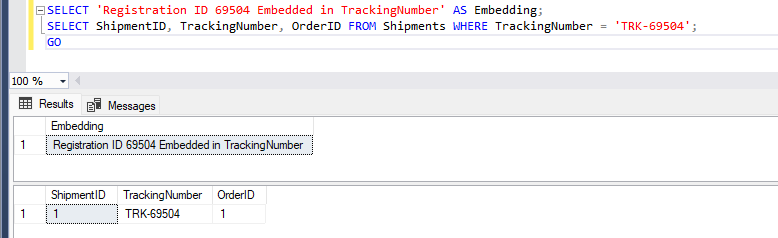 SELECT 'Registration ID 69504 Embedded in TrackingNumber' AS Embedding;
SELECT ShipmentID, TrackingNumber, OrderID FROM Shipments WHERE TrackingNumber = 'TRK-69504';
GO
100 %
Results Messages
Embedding
1 Registration ID 69504 Embedded in TrackingNumber
ShipmentID TrackingNumber OrderID
1 1 TRK-69504 1